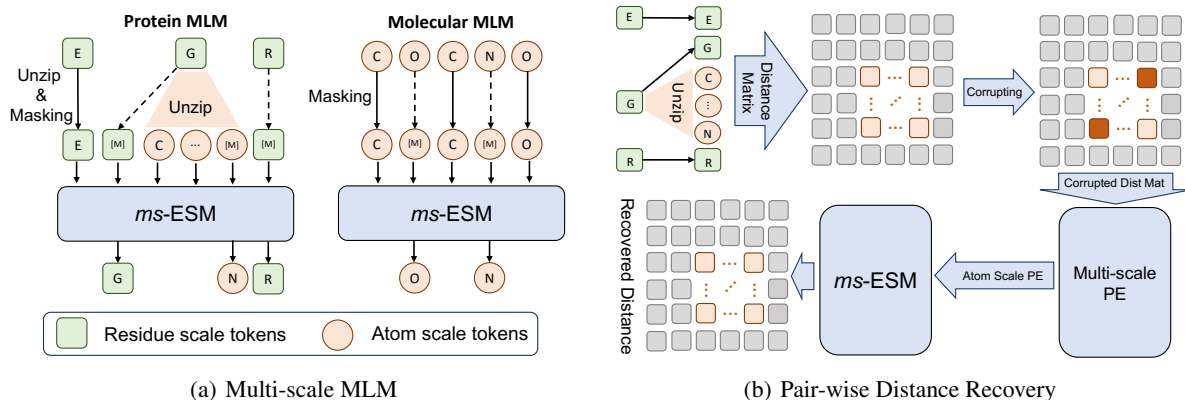 Protein MLM
E
G
R
Unzip
&
Masking
Unzip
E
[M]
C
...
[M]
[M]
ms-ESM
G
N
R
Molecular MLM
C
O
C
N
O
Masking
C
[M]
C
[M]
O
ms-ESM
O
N
Residue scale tokens
Atom scale tokens
(a) Multi-scale MLM
E
E
G
G
Unzip
C
...
N
R
R
Distance
Matrix
Corrupting
Corrupted Dist Mat
Multi-scale
PE
Atom Scale PE
ms-ESM
Recovered Distance
(b) Pair-wise Distance Recovery